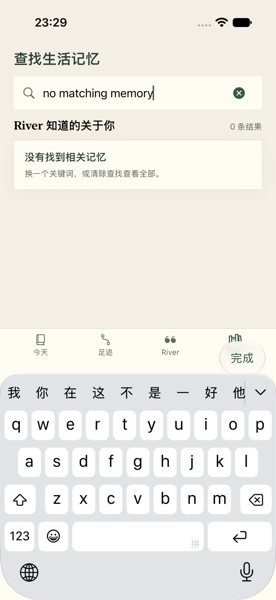 23:29
查找生活记忆
no matching memory
River 知道的关于你
0 条结果
没有找到相关记忆
换一个关键词，或清除查找查看全部。
今天
足迹
River
完成
我 你 在 这 不 是 一 好 他
q w e r t y u i o p
a s d f g h j k l
z x c v b n m
123
拼